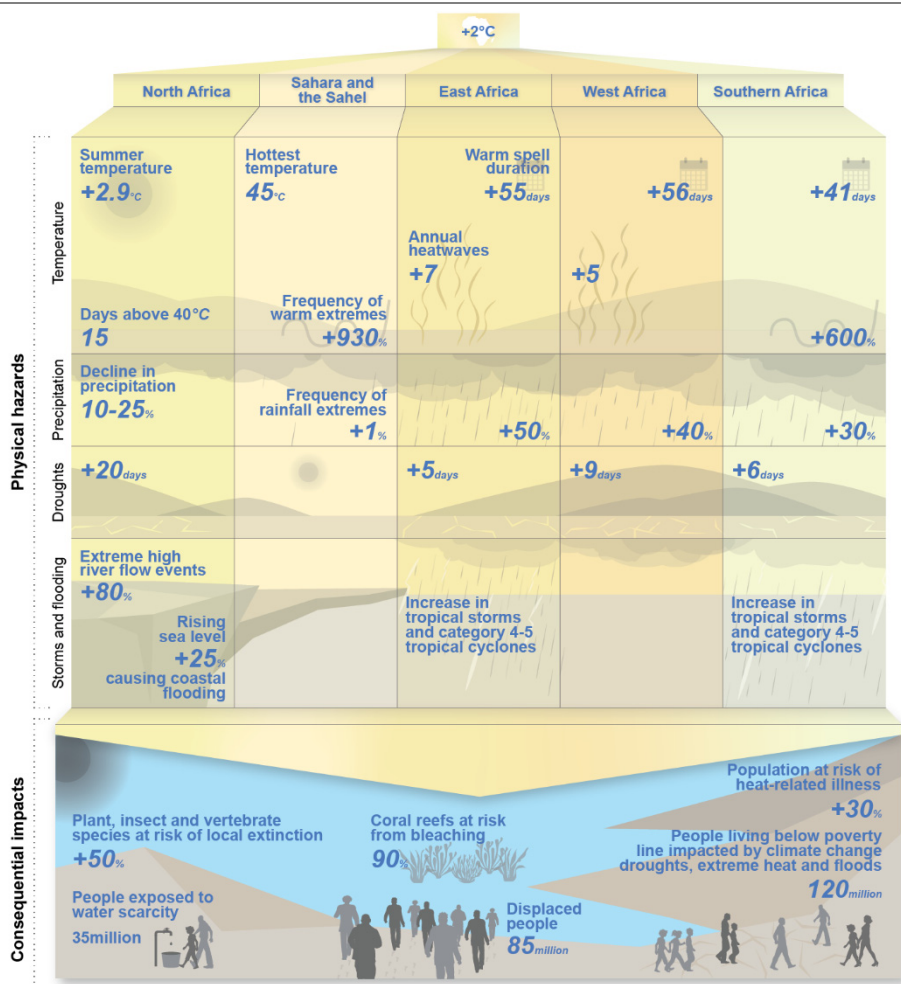 +2°C
North Africa
Sahara and
the Sahel
East Africa
West Africa
Southern Africa
Physical hazards
Temperature
Summer
temperature
+2.9°C
Hottest
temperature
45°C
Warm spell
duration
+55days
+56days
+41days
Annual
heatwaves
+7
+5
Days above 40°C
15
Frequency of
warm extremes
+930%
+600%
Precipitation
Decline in
precipitation
10-25%
Frequency of
rainfall extremes
+1%
+50%
+40%
+30%
Droughts
+20days
+5days
+9days
+6days
Storms and flooding
Extreme high
river flow events
+80%
Rising
sea level
+25%
causing coastal
flooding
Increase in
tropical storms
and category 4-5
tropical cyclones
Increase in
tropical storms
and category 4-5
tropical cyclones
Consequential impacts
Plant, insect and vertebrate
species at risk of local extinction
+50%
People exposed to
water scarcity
35million
Coral reefs at risk
from bleaching
90%
Displaced
people
85million
Population at risk of
heat-related illness
+30%
People living below poverty
line impacted by climate change
droughts, extreme heat and floods
120million